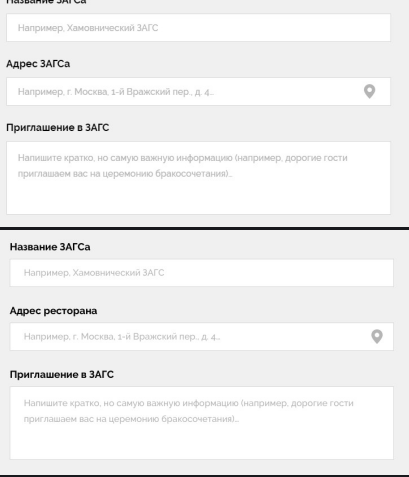 Название ЗАГСа
Например, Хамовнический ЗАГС
Адрес ЗАГСа
Например, г. Москва, 1-й Вражский пер., д. 4...
Приглашение в ЗАГС
Напишите кратко, но самую важную информацию (например, дорогие гости
приглашаем вас на церемонию бракосочетания)...
Название ЗАГСа
Например, Хамовнический ЗАГС
Адрес ресторана
Например, г. Москва, 1-й Вражский пер., д. 4...
Приглашение в ЗАГС
Напишите кратко, но самую важную информацию (например, дорогие гости
приглашаем вас на церемонию бракосочетания)...